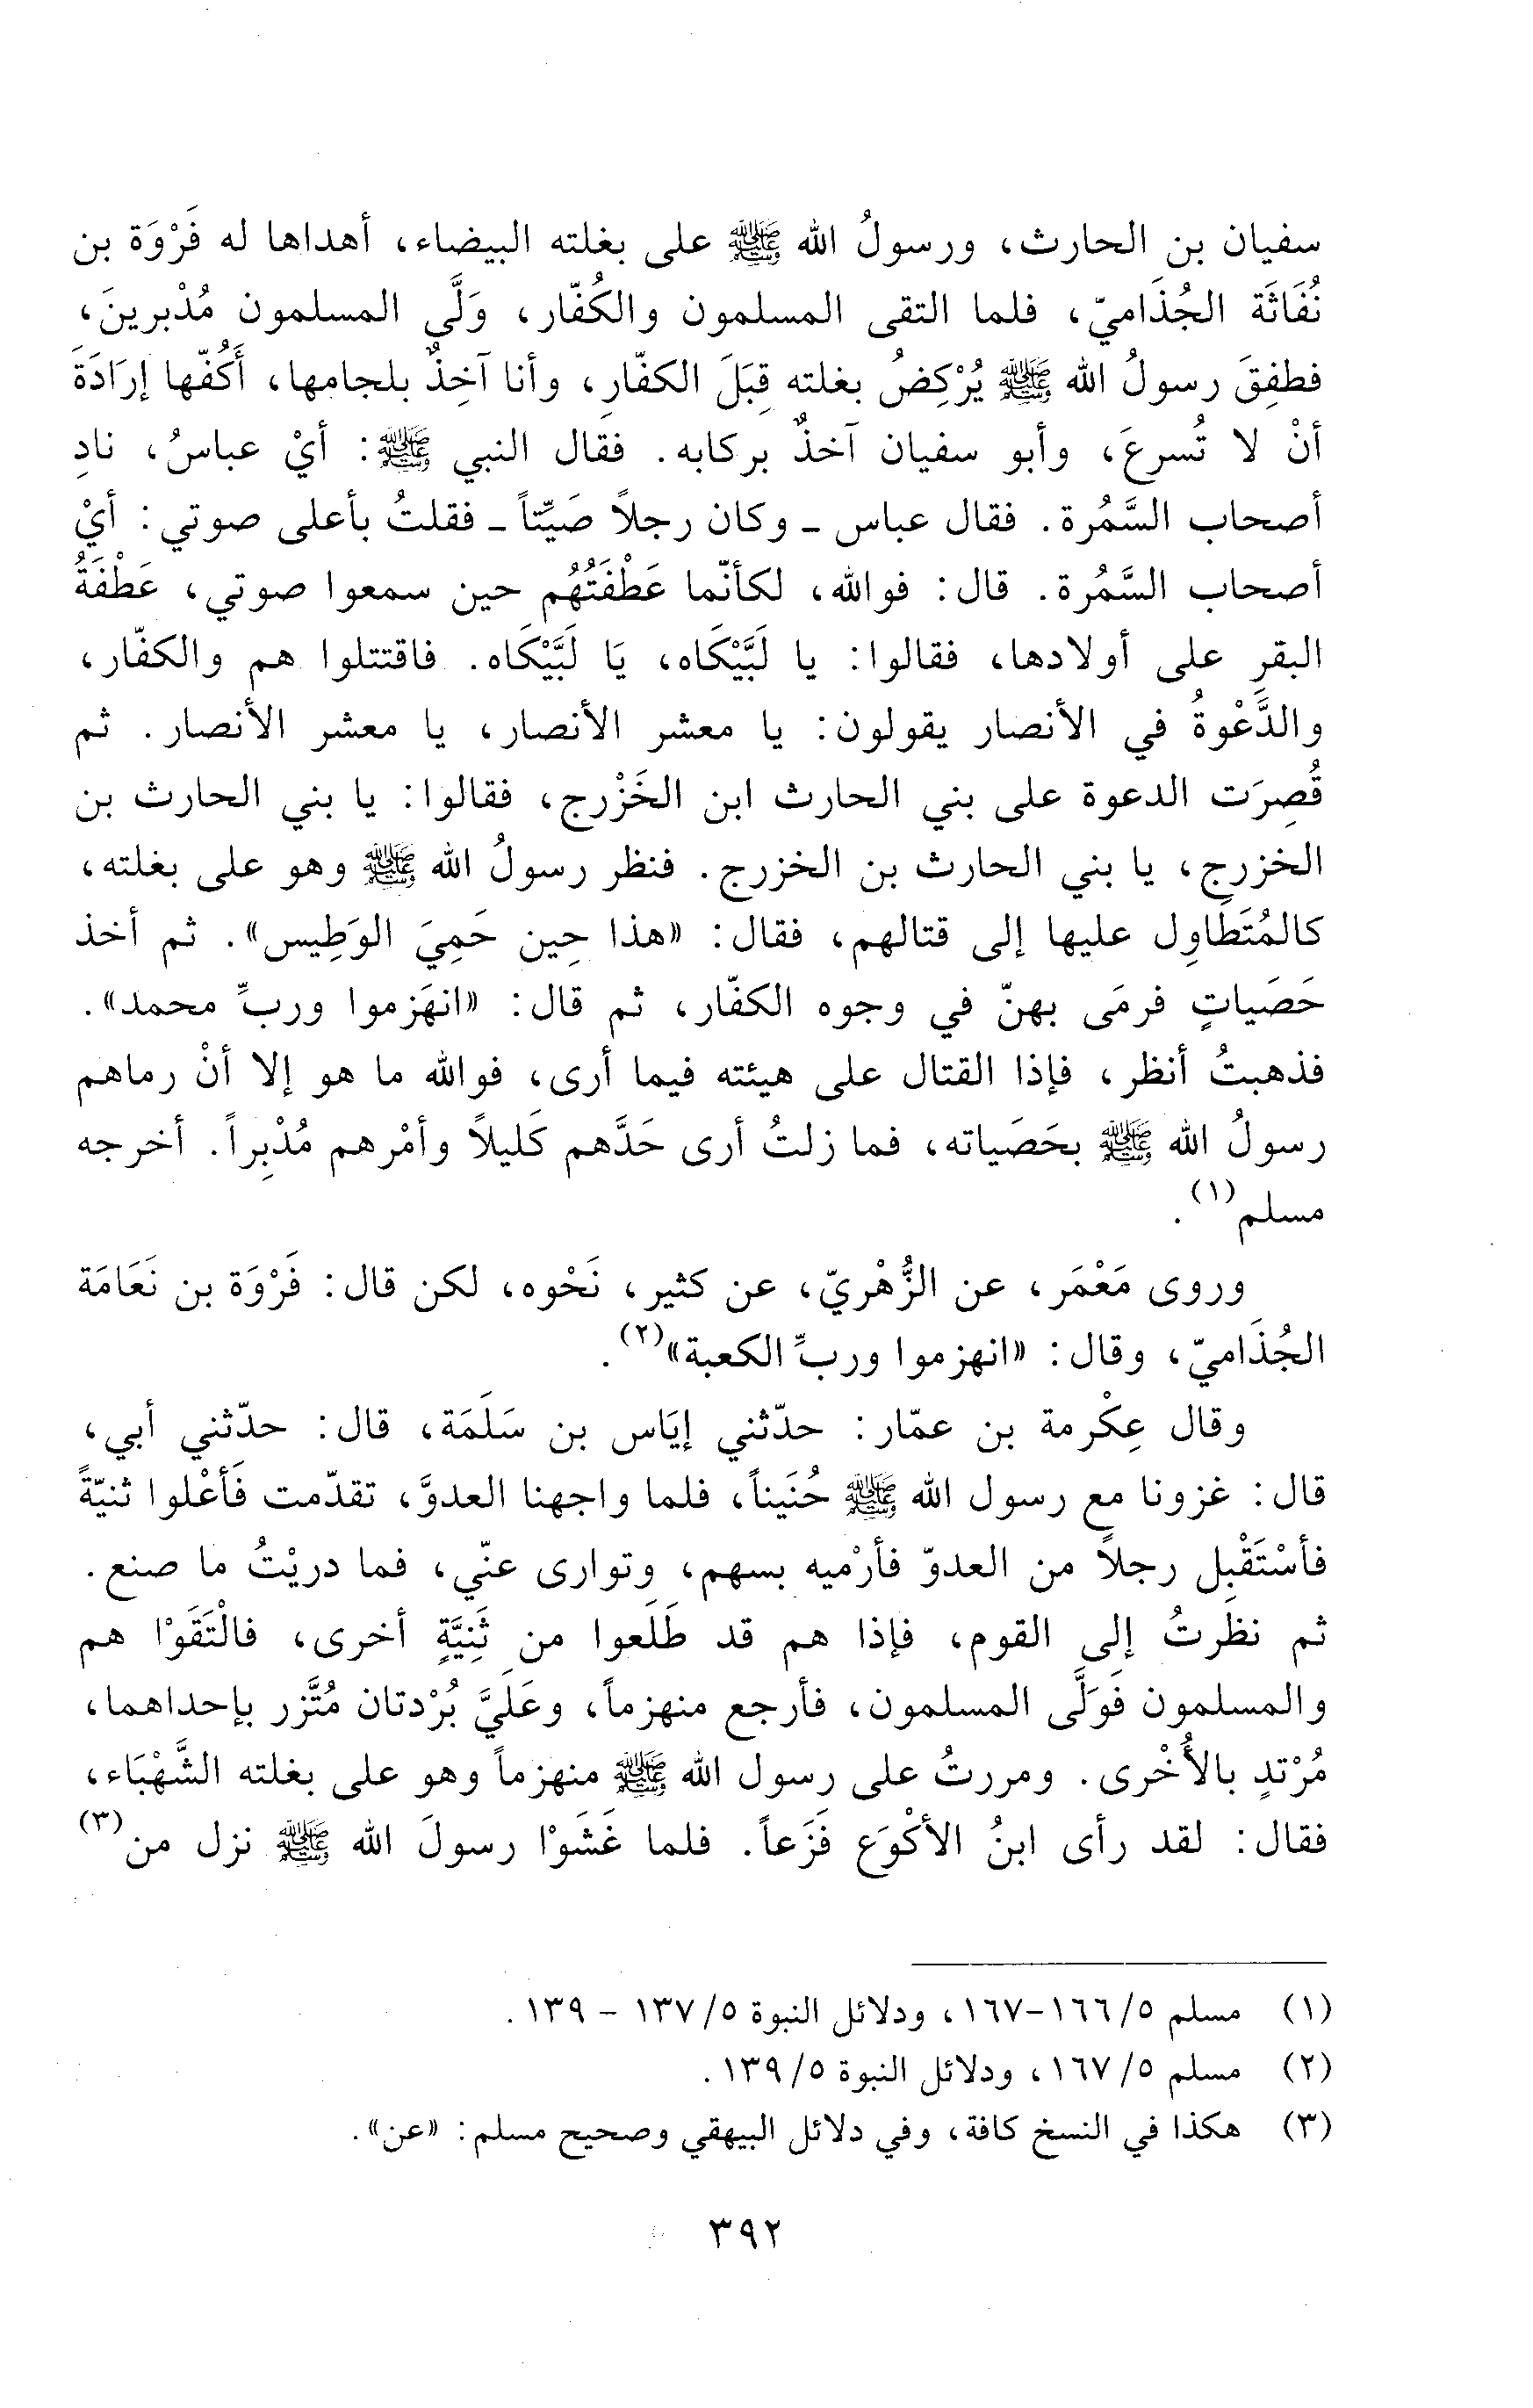 سفيان بن الحارث، ورسولُ الله ﷺ على بغلته البيضاء، أهداها له فَرْوَة بن
نُفَاثَة الجُذَاميّ، فلما التقى المسلمون والكُفّار، وَلَّى المسلمون مُدْبرينَ،
فطفِقَ رسولُ الله ﷺ يُرْكِضُ بغلته قِبَلَ الكفّارِ، وأنا آخِذٌ بلجامها، أَكُفّها إرَادَةَ
أنْ لا تُسرعَ، وأبو سفيان آخذٌ بركابه. فقال النبي ﷺ: أيْ عباسُ، نادِ
أصحاب السَّمُرة. فقال عباس ـ وكان رجلاً صَيِّتاً ـ فقلتُ بأعلى صوتي: أيْ
أصحاب السَّمُرة. قال: فوالله، لكأنّما عَطْفَتُهُم حين سمعوا صوتي، عَطْفَةُ
البقرِ على أولادها، فقالوا: يا لَبَّيْكَاه، يَا لَبَّيْكَاه. فاقتتلوا هم والكفّار،
والدَّعْوةُ في الأنصار يقولون: يا معشر الأنصار، يا معشر الأنصار. ثم
قُصِرَت الدعوة على بني الحارث ابن الخَزْرج، فقالوا: يا بني الحارث بن
الخزرج، يا بني الحارث بن الخزرج. فنظر رسولُ الله ﷺ وهو على بغلته،
كالمُتَطَاوِل عليها إلى قتالهم، فقال: «هذا حِين حَمِيَ الوَطِيس». ثم أخذ
حَصَياتٍ فرمَى بهنّ في وجوه الكفّار، ثم قال: «انهَزموا وربِّ محمد».
فذهبتُ أنظر، فإذا القتال على هيئته فيما أرى، فوالله ما هو إلا أنْ رماهم
رسولُ الله ﷺ بحَصَياته، فما زلتُ أرى حَدَّهم كَليلاً وأمْرهم مُدْبِراً. أخرجه
مسلم(١).
وروى مَعْمَر، عن الزُّهْريّ، عن كثير، نَحْوه، لكن قال: فَرْوَة بن نَعَامَة
الجُذَاميّ، وقال: «انهزموا وربِّ الكعبة»(٢).
وقال عِكْرمة بن عمّار: حدّثني إيَاس بن سَلَمَة، قال: حدّثني أبي،
قال: غزونا مع رسول الله ﷺ حُنَيناً، فلما واجهنا العدوَّ، تقدّمت فَأَعْلوا ثنيّةً
فأسْتَقْبِل رجلاً من العدوّ فأرْميه بسهم، وتوارى عنّي، فما دريْتُ ما صنع.
ثم نظرتُ إلى القوم، فإذا هم قد طَلَعوا من ثَنِيَّةٍ أخرى، فالْتَقَوْا هم
والمسلمون فَوَلَّى المسلمون، فأرجع منهزماً، وعَلَيَّ بُرْدتان مُتَّزر بإحداهما،
مُرْتدٍ بالأُخْرى. ومررتُ على رسول الله ﷺ منهزماً وهو على بغلته الشَّهْبَاء،
فقال: لقد رأى ابنُ الأكْوَع فَزَعاً. فلما غَشَوْا رسولَ الله ﷺ نزل من(٣)
(١) مسلم ٥/ ١٦٦-١٦٧، ودلائل النبوة ٥/ ١٣٧ - ١٣٩.
(٢) مسلم ٥/ ١٦٧، ودلائل النبوة ٥/ ١٣٩.
(٣) هكذا في النسخ كافة، وفي دلائل البيهقي وصحيح مسلم: «عن».
٣٩٢